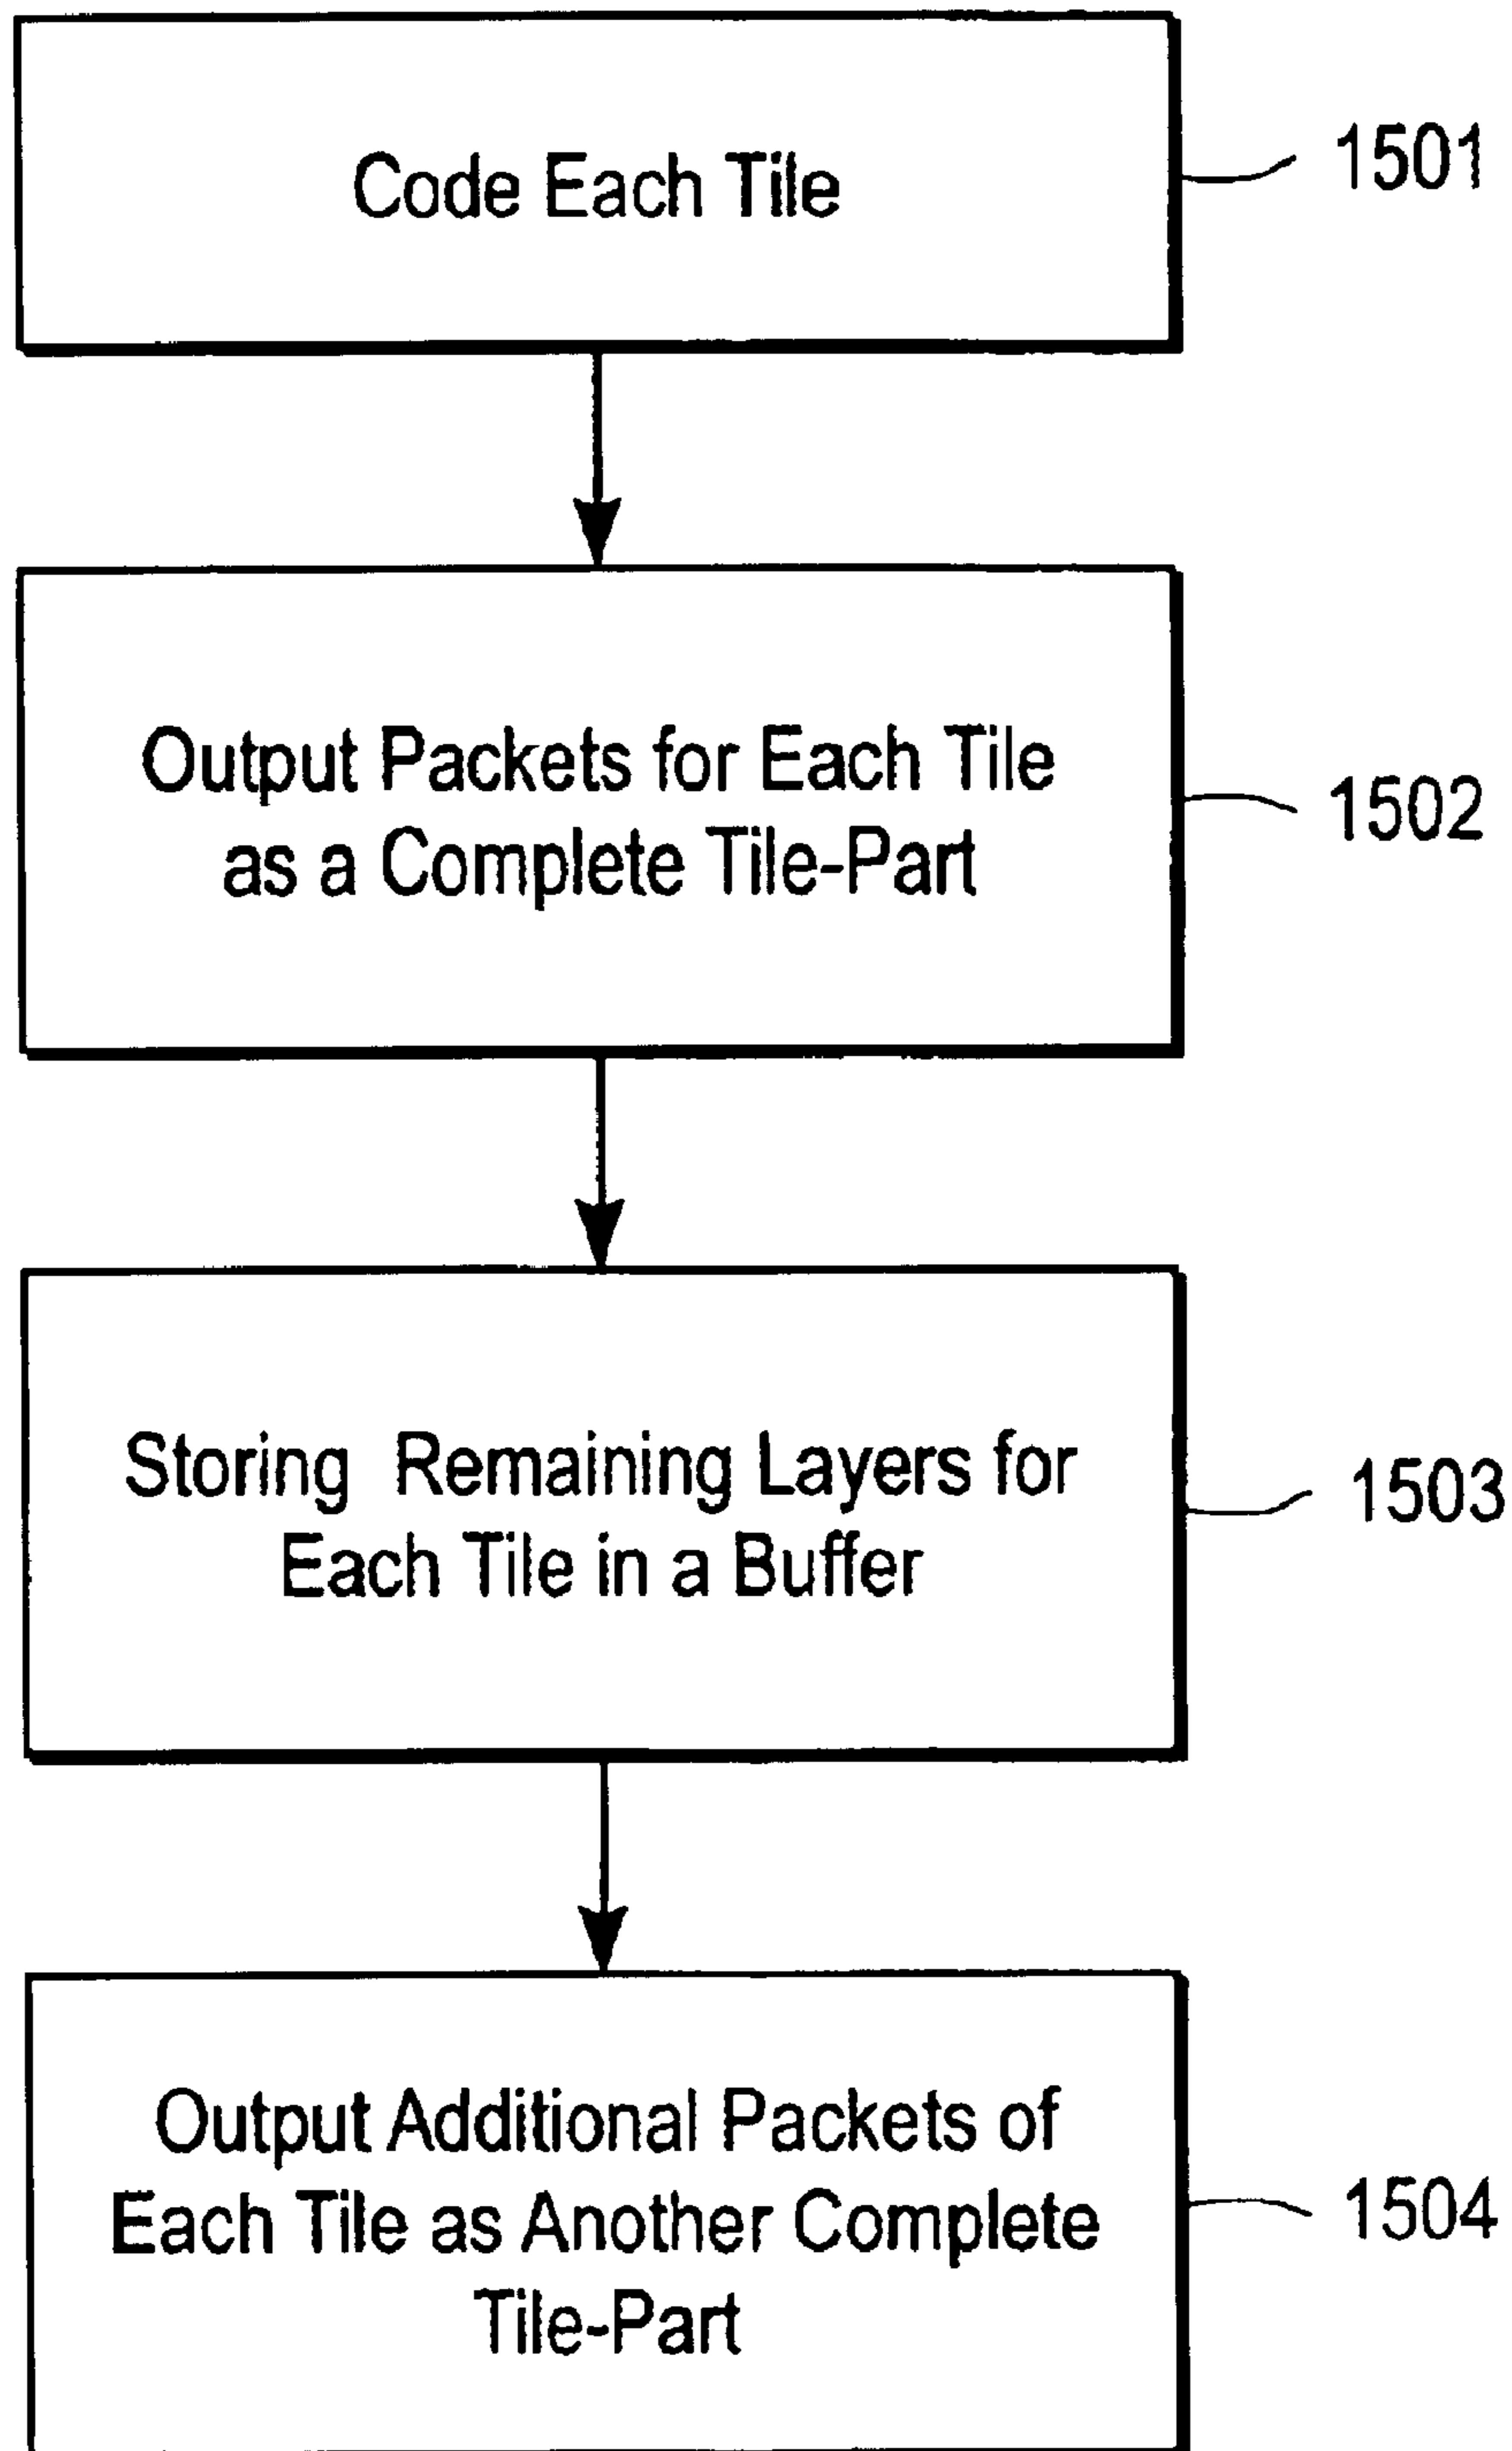 Code Each Tile
1501
Output Packets for Each Tile
as a Complete Tile-Part
1502
Storing Remaining Layers for
Each Tile in a Buffer
1503
Output Additional Packets of
Each Tile as Another Complete
Tile-Part
1504